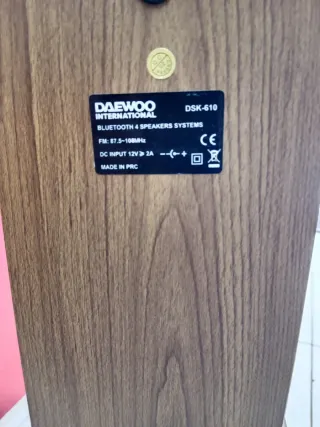 DAEWOO DSK-610
INTERNATIONAL
BLUETOOTH 4 SPEAKERS SYSTEMS
FM: 87.5~108MHz
DC INPUT 12V⎓2A - +
MADE IN PRC
CE